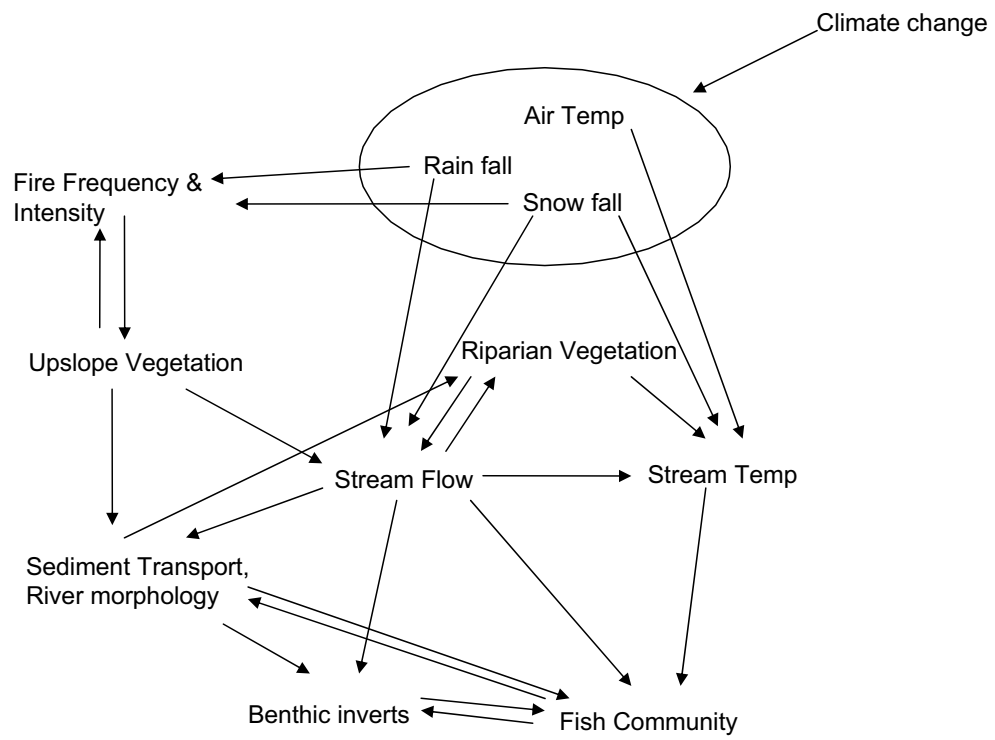 Climate change
Air Temp
Rain fall
Fire Frequency &
Intensity
Snow fall
Riparian Vegetation
Upslope Vegetation
Stream Flow
Stream Temp
Sediment Transport,
River morphology
Benthic inverts
Fish Community